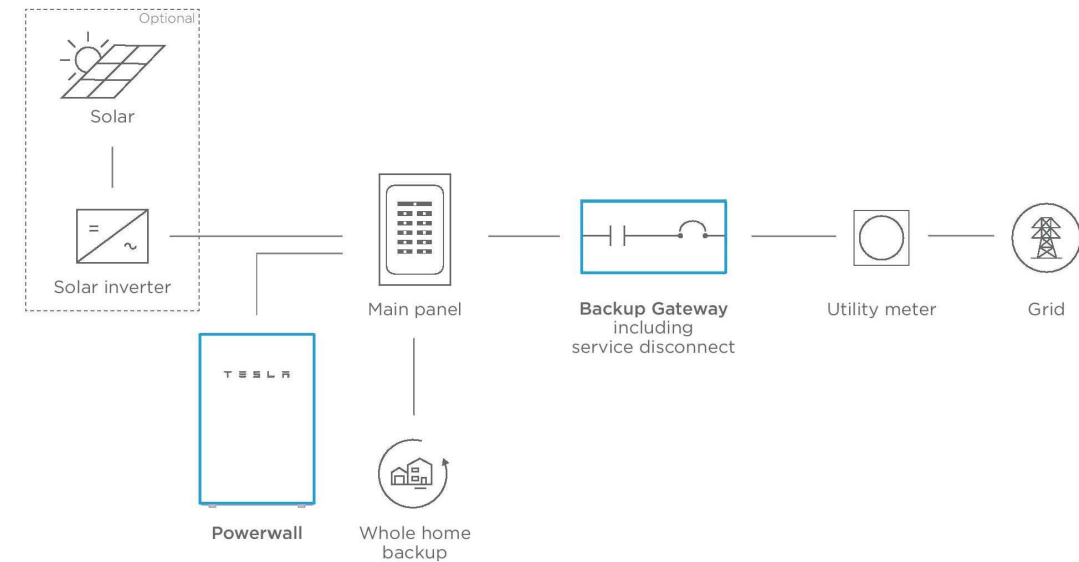 Optional
Solar
Solar inverter
Main panel
Backup Gateway
including
service disconnect
Utility meter
Grid
TESLA
Powerwall
Whole home
backup